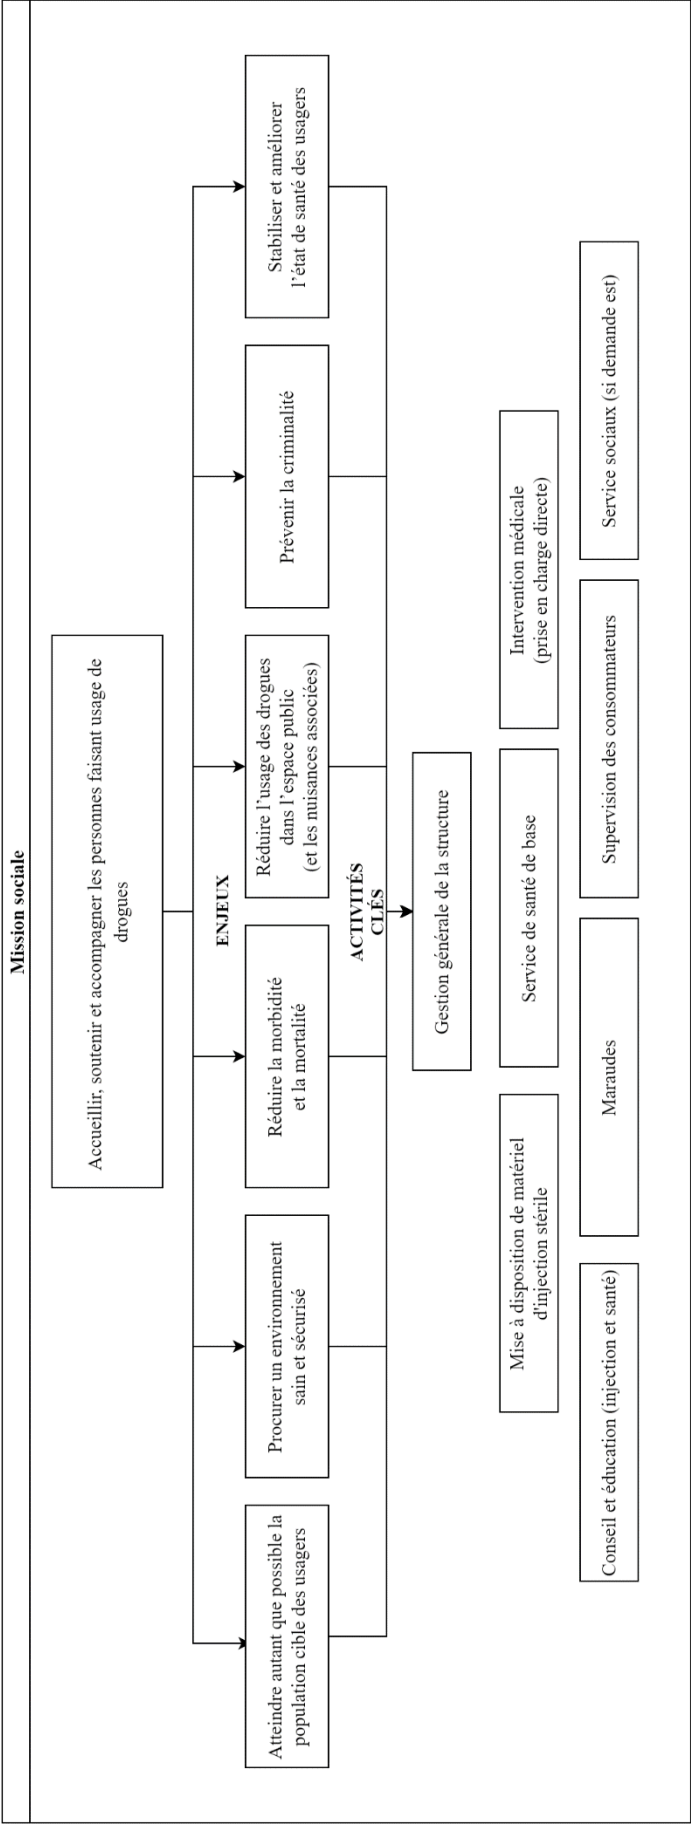 Mission sociale
Accueillir, soutenir et accompagner les personnes faisant usage de
drogues
ENJEUX
Atteindre autant que possible la
population cible des usagers
Procurer un environnement
sain et sécurisé
Réduire la morbidité
et la mortalité
Réduire l’usage des drogues
dans l’espace public
(et les nuisances associées)
Prévenir la criminalité
Stabiliser et améliorer
l’état de santé des usagers
ACTIVITÉS
CLÉS
Gestion générale de la structure
Mise à disposition de matériel
d'injection stérile
Service de santé de base
Intervention médicale
(prise en charge directe)
Conseil et éducation (injection et santé)
Maraudes
Supervision des consommateurs
Service sociaux (si demande est)